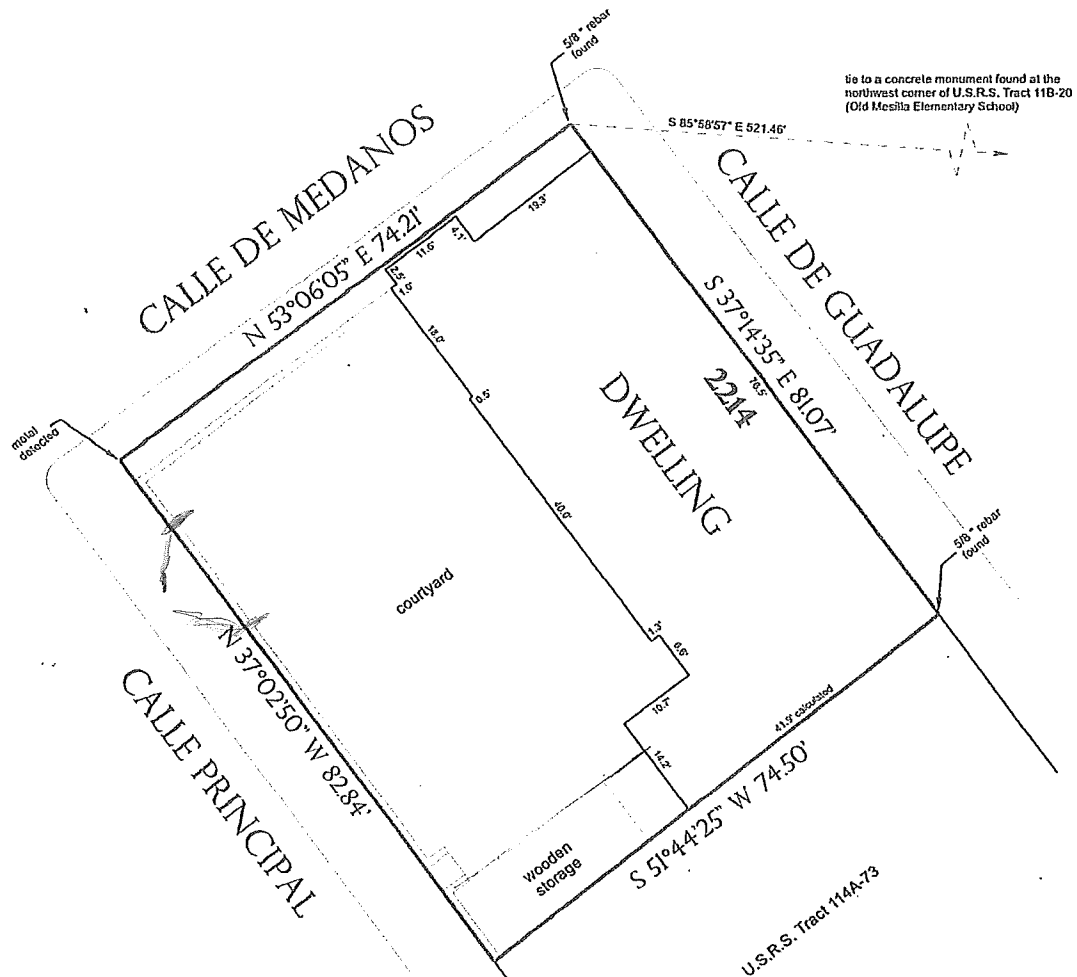 5/8 " rebar
found
tie to a concrete monument found at the
northwest corner of U.S.R.S. Tract 11B-20
(Old Mesilla Elementary School)
S 85°58'57" E 521.46'
CALLE DE MEDANOS
N 53°06'05" E 74.21'
CALLE DE GUADALUPE
S 37°14'35" E 81.07'
19.3'
4.1'
11.6'
2.5'
1.9'
18.0'
0.5'
76.5'
2214
DWELLING
metal
detected
40.0'
courtyard
5/8 " rebar
found
1.3'
6.6'
10.7'
14.2'
41.9' calculated
N 37°02'50" W 82.84'
CALLE PRINCIPAL
S 51°44'25" W 74.50'
wooden
storage
U.S.R.S. Tract 114A-73